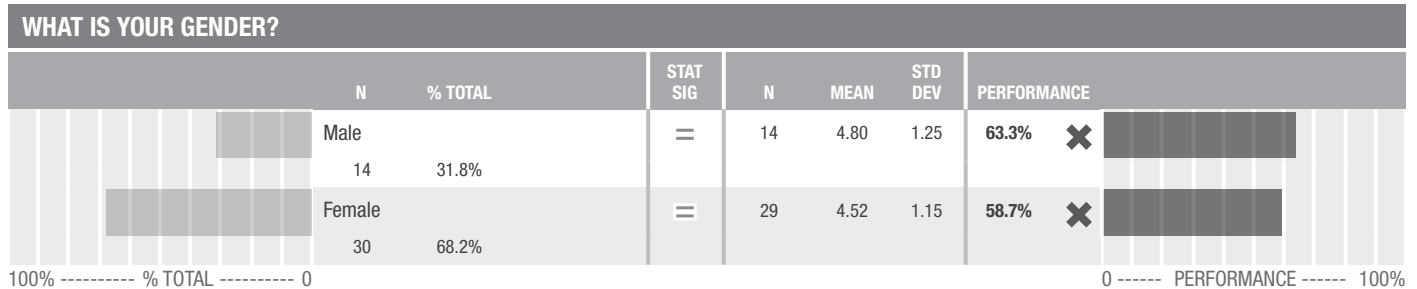 WHAT IS YOUR GENDER?
N % TOTAL STAT SIG N MEAN STD DEV PERFORMANCE
Male = 14 4.80 1.25 63.3% ✖
14 31.8%
Female = 29 4.52 1.15 58.7% ✖
30 68.2%
100% ---------- % TOTAL ---------- 0 0 ------ PERFORMANCE ------ 100%